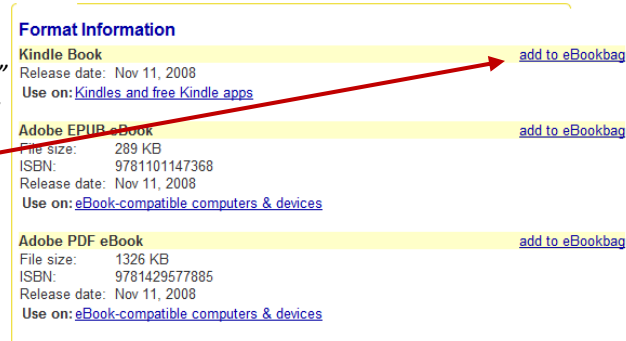 Format Information
Kindle Book add to eBookbag
”
Release date: Nov 11, 2008
Use on: Kindles and free Kindle apps
Adobe EPUB eBook add to eBookbag
File size: 289 KB
ISBN: 9781101147368
Release date: Nov 11, 2008
Use on: eBook-compatible computers & devices
Adobe PDF eBook add to eBookbag
File size: 1326 KB
ISBN: 9781429577885
Release date: Nov 11, 2008
Use on: eBook-compatible computers & devices